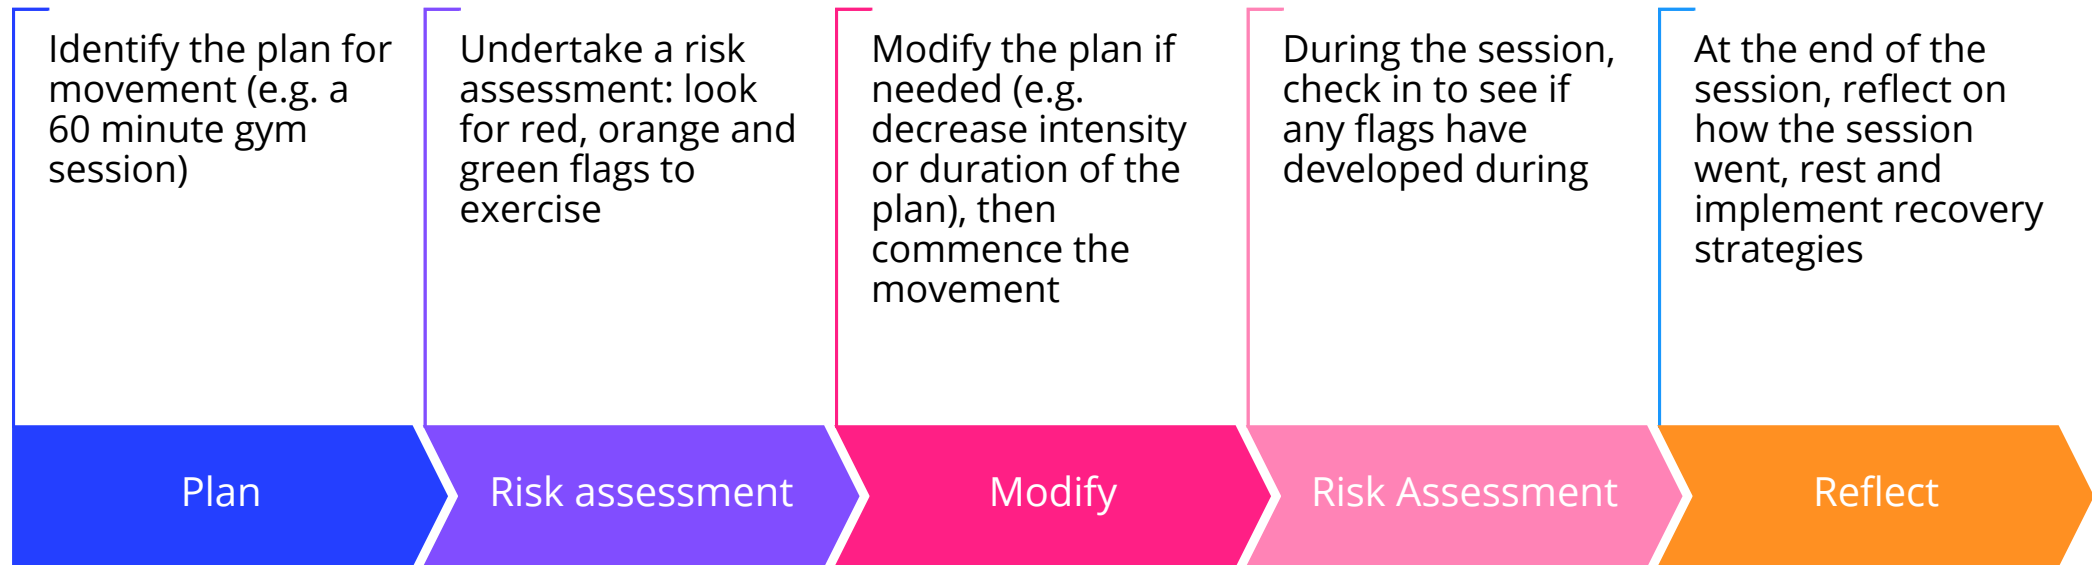 Identify the plan for
movement (e.g. a
60 minute gym
session)
Undertake a risk
assessment: look
for red, orange and
green flags to
exercise
Modify the plan if
needed (e.g.
decrease intensity
or duration of the
plan), then
commence the
movement
During the session,
check in to see if
any flags have
developed during
At the end of the
session, reflect on
how the session
went, rest and
implement recovery
strategies
Plan
Risk assessment
Modify
Risk Assessment
Reflect